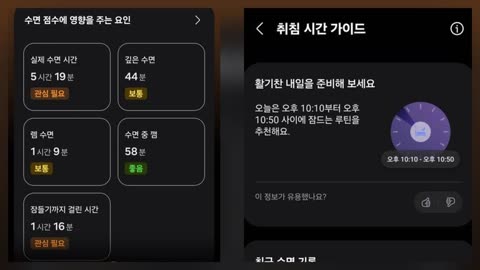 수면 점수에 영향을 주는 요인
실제 수면 시간
5 시간 19 분
관심 필요
깊은 수면
44 분
보통
렘 수면
1 시간 9 분
보통
수면 중 깸
58 분
좋음
잠들기까지 걸린 시간
1 시간 16 분
관심 필요
취침 시간 가이드
활기찬 내일을 준비해 보세요
오늘은 오후 10:10부터 오후
10:50 사이에 잠드는 루틴을
추천해요.
오후 10:10 - 오후 10:50
이 정보가 유용했나요?
최근 수면 기록